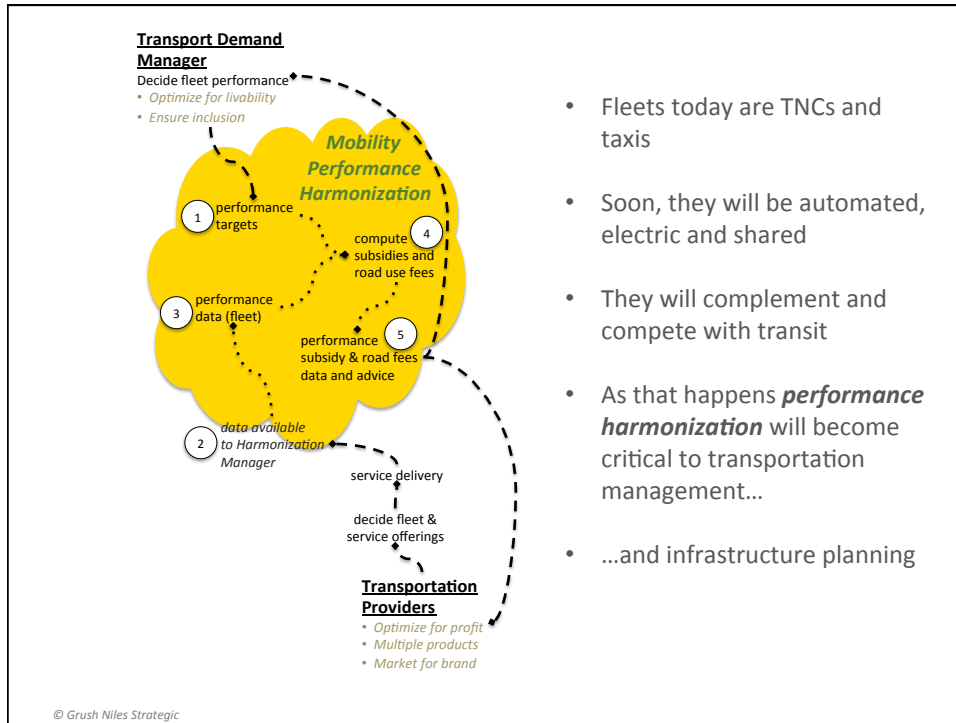 Transport Demand
Manager
Decide fleet performance
• Optimize for livability
• Ensure inclusion
Mobility
Performance
Harmonization
1
performance
targets
4
compute
subsidies and
road use fees
3
performance
data (fleet)
5
performance
subsidy & road fees
data and advice
2
data available
to Harmonization
Manager
service delivery
decide fleet &
service offerings
Transportation
Providers
• Optimize for profit
• Multiple products
• Market for brand
• Fleets today are TNCs and
taxis
• Soon, they will be automated,
electric and shared
• They will complement and
compete with transit
• As that happens performance
harmonization will become
critical to transportation
management…
• …and infrastructure planning
© Grush Niles Strategic